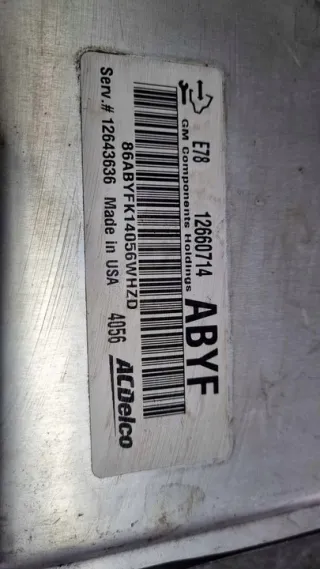 E78 12660714 ABYF
GM Components Holdings
86ABYFK14056WHZD
Serv.# 12643636 Made in USA 4056 ACDelco